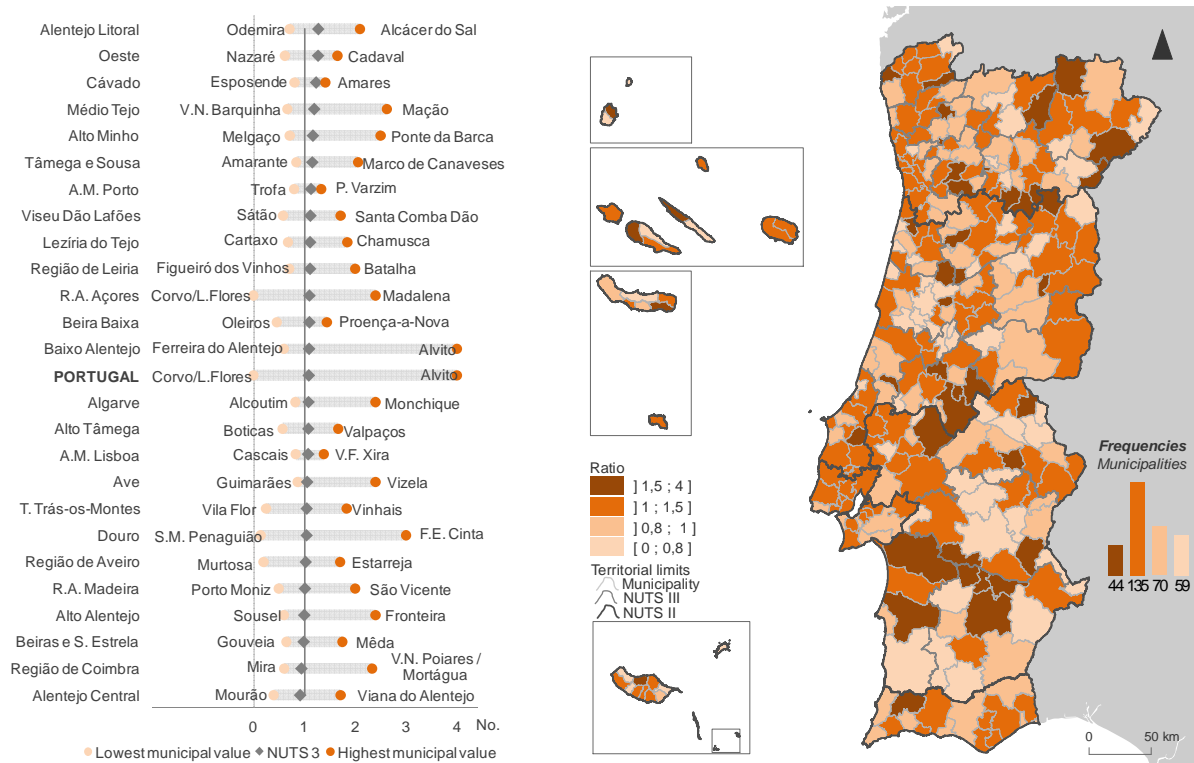 Alentejo Litoral Odemira Alcácer do Sal
Oeste Nazaré Cadaval
Cávado Esposende Amares
Médio Tejo V.N. Barquinha Mação
Alto Minho Melgaço Ponte da Barca
Tâmega e Sousa Amarante Marco de Canaveses
A.M. Porto Trofa P. Varzim
Viseu Dão Lafões Sátão Santa Comba Dão
Lezíria do Tejo Cartaxo Chamusca
Região de Leiria Figueiró dos Vinhos Batalha
R.A. Açores Corvo/L.Flores Madalena
Beira Baixa Oleiros Proença-a-Nova
Baixo Alentejo Ferreira do Alentejo Alvito
PORTUGAL Corvo/L.Flores Alvito
Algarve Alcoutim Monchique
Alto Tâmega Boticas Valpaços
A.M. Lisboa Cascais V.F. Xira
Ave Guimarães Vizela
T. Trás-os-Montes Vila Flor Vinhais
Douro S.M. Penaguião F.E. Cinta
Região de Aveiro Murtosa Estarreja
R.A. Madeira Porto Moniz São Vicente
Alto Alentejo Sousel Fronteira
Beiras e S. Estrela Gouveia Mêda
Região de Coimbra Mira V.N. Poiares /
Mortágua
Alentejo Central Mourão Viana do Alentejo
0 1 2 3 4 No.
Lowest municipal value NUTS 3 Highest municipal value
Ratio
] 1,5 ; 4 ]
] 1 ; 1,5 ]
] 0,8 ; 1 ]
[ 0 ; 0,8 ]
Territorial limits
Municipality
NUTS III
NUTS II
Frequencies
Municipalities
44 135 70 59
0 50 km